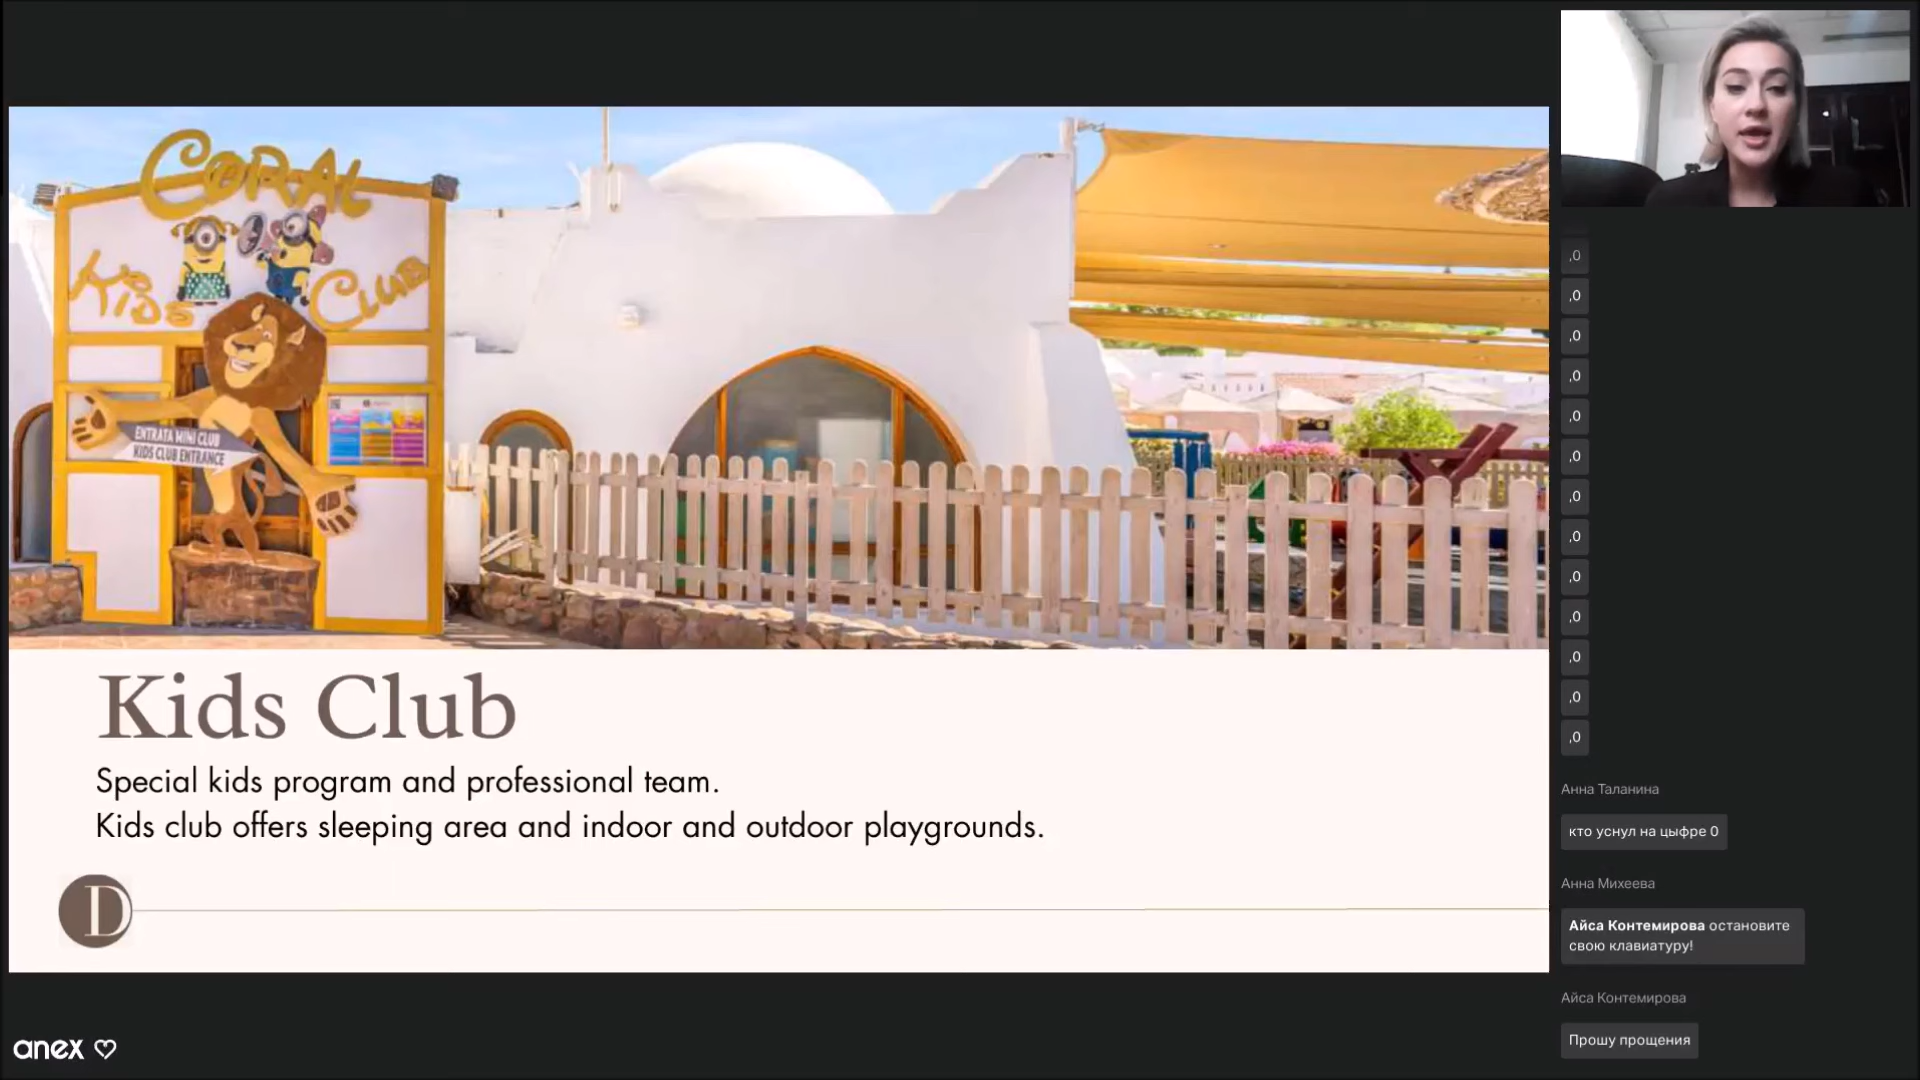 CORAL
KIDS CLUB
ENTRATA MINI CLUB
KIDS CLUB ENTRANCE
Kids Club
Special kids program and professional team.
Kids club offers sleeping area and indoor and outdoor playgrounds.
D
anex
,0
,0
,0
,0
,0
,0
,0
,0
,0
,0
,0
,0
,0
Анна Таланина
кто уснул на цыфре 0
Анна Михеева
Айса Контемирова остановите
свою клавиатуру!
Айса Контемирова
Прошу прощения